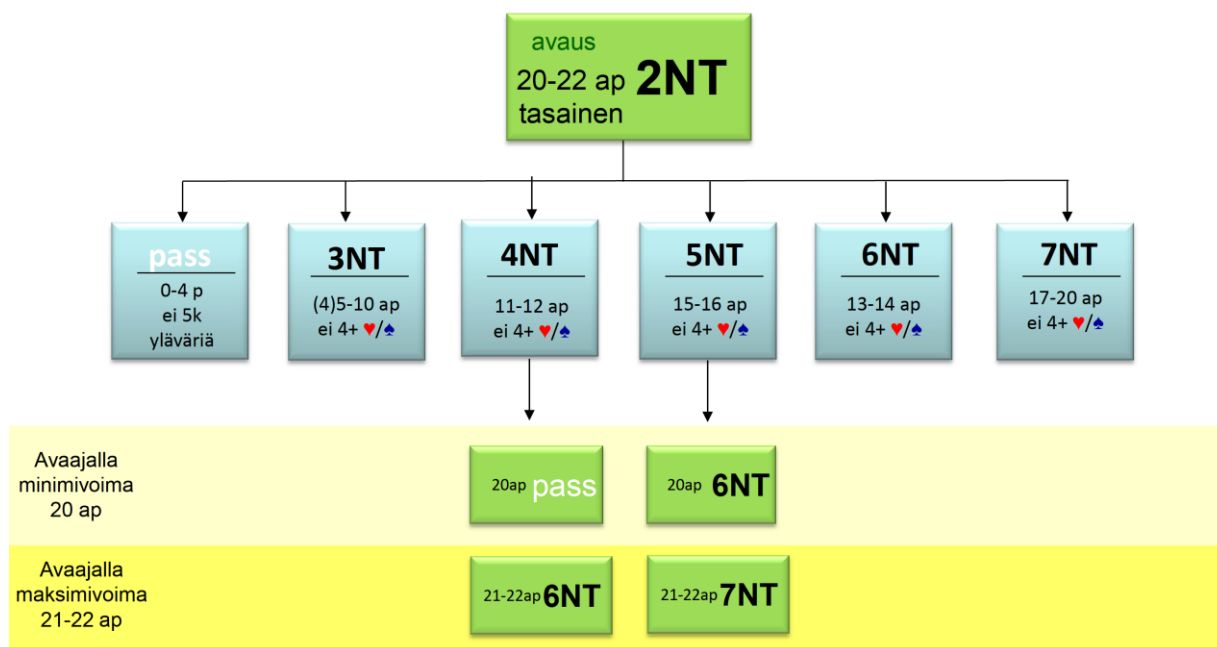 avaus
20-22 ap 2NT
tasainen
pass
0-4 p
ei 5k
yläväriä
3NT
(4)5-10 ap
ei 4+ ♥/♠
4NT
11-12 ap
ei 4+ ♥/♠
5NT
15-16 ap
ei 4+ ♥/♠
6NT
13-14 ap
ei 4+ ♥/♠
7NT
17-20 ap
ei 4+ ♥/♠
Avaajalla
minimivoima
20 ap
20ap pass
20ap 6NT
Avaajalla
maksimivoima
21-22 ap
21-22ap 6NT
21-22ap 7NT